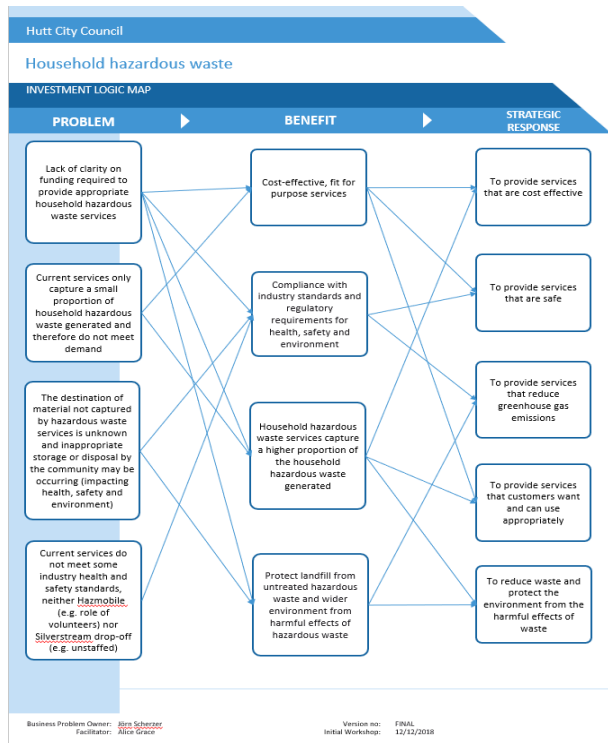 Hutt City Council
Household hazardous waste
INVESTMENT LOGIC MAP
PROBLEM
BENEFIT
STRATEGIC
RESPONSE
Lack of clarity on
funding required to
provide appropriate
household hazardous
waste services
Current services only
capture a small
proportion of
household hazardous
waste generated and
therefore do not meet
demand
The destination of
material not captured
by hazardous waste
services is unknown
and inappropriate
storage or disposal by
the community may be
occurring (impacting
health, safety and
environment)
Current services do
not meet some
industry health and
safety standards,
neither Hazmobile
(e.g. role of
volunteers) nor
Silverstream drop-off
(e.g. unstaffed)
Cost-effective, fit for
purpose services
Compliance with
industry standards and
regulatory
requirements for
health, safety and
environment
Household hazardous
waste services capture
a higher proportion of
the household
hazardous waste
generated
Protect landfill from
untreated hazardous
waste and wider
environment from
harmful effects of
hazardous waste
To provide services
that are cost effective
To provide services
that are safe
To provide services
that reduce
greenhouse gas
emissions
To provide services
that customers want
and can use
appropriately
To reduce waste and
protect the
environment from the
harmful effects of
waste
Business Problem Owner: Jörn Scherzer
Facilitator: Alice Grace
Version no: FINAL
Initial Workshop: 12/12/2018